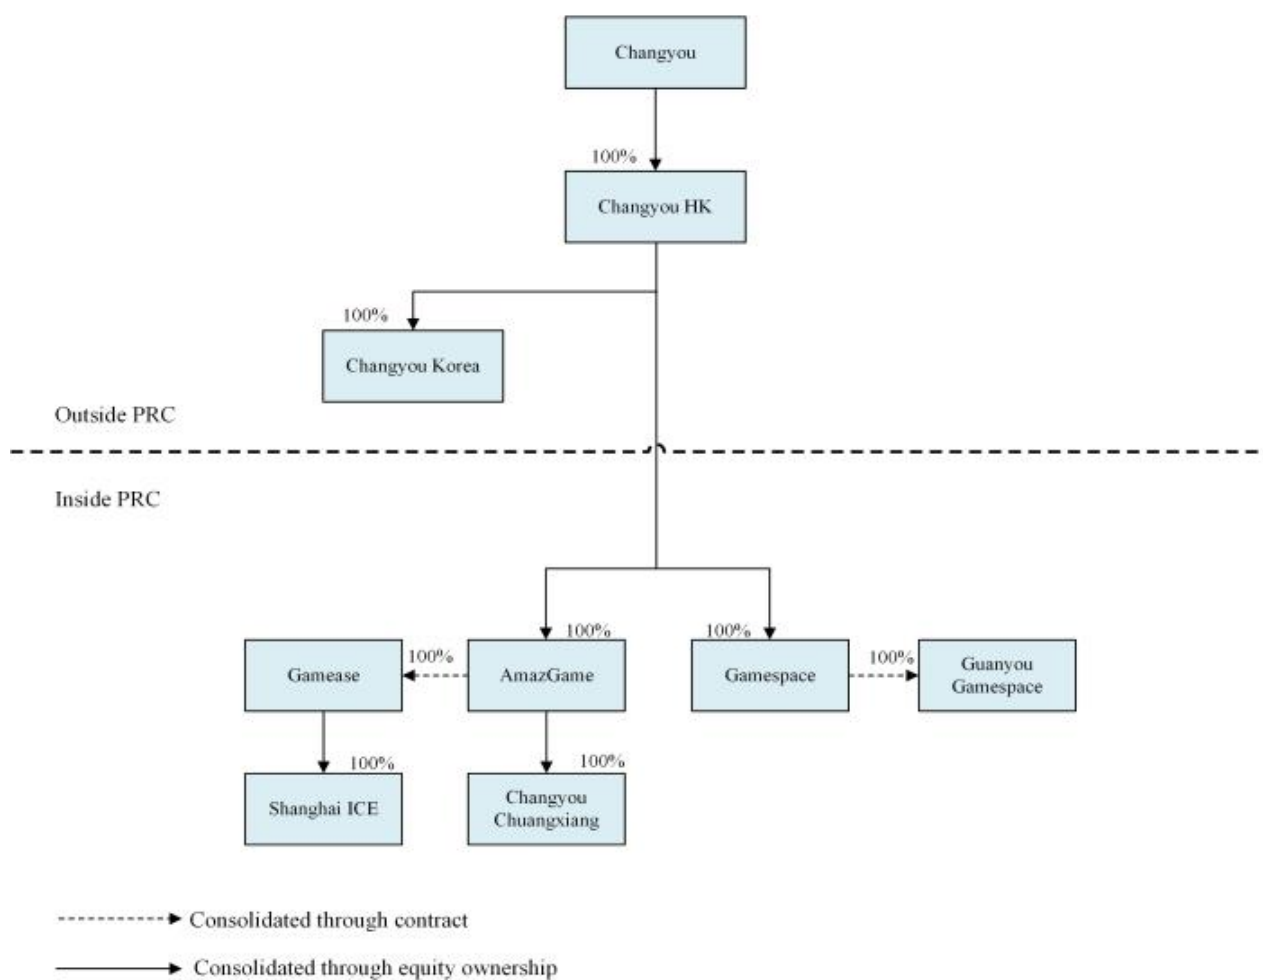 Changyou
100%
Changyou HK
100%
Changyou Korea
Outside PRC
Inside PRC
100%
100%
Gamease
100%
AmazGame
Gamespace
100%
Guanyou
Gamespace
100%
100%
Shanghai ICE
Changyou
Chuangxiang
Consolidated through contract
Consolidated through equity ownership